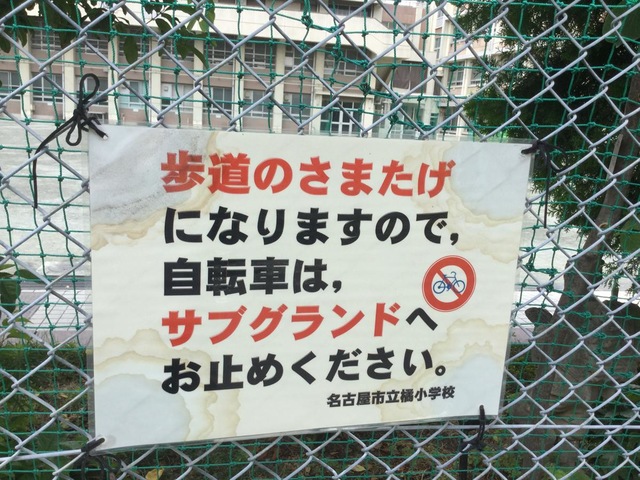 歩道のさまたげ
になりますので,
自転車は,
サブグランドへ
お止めください。
名古屋市立橘小学校